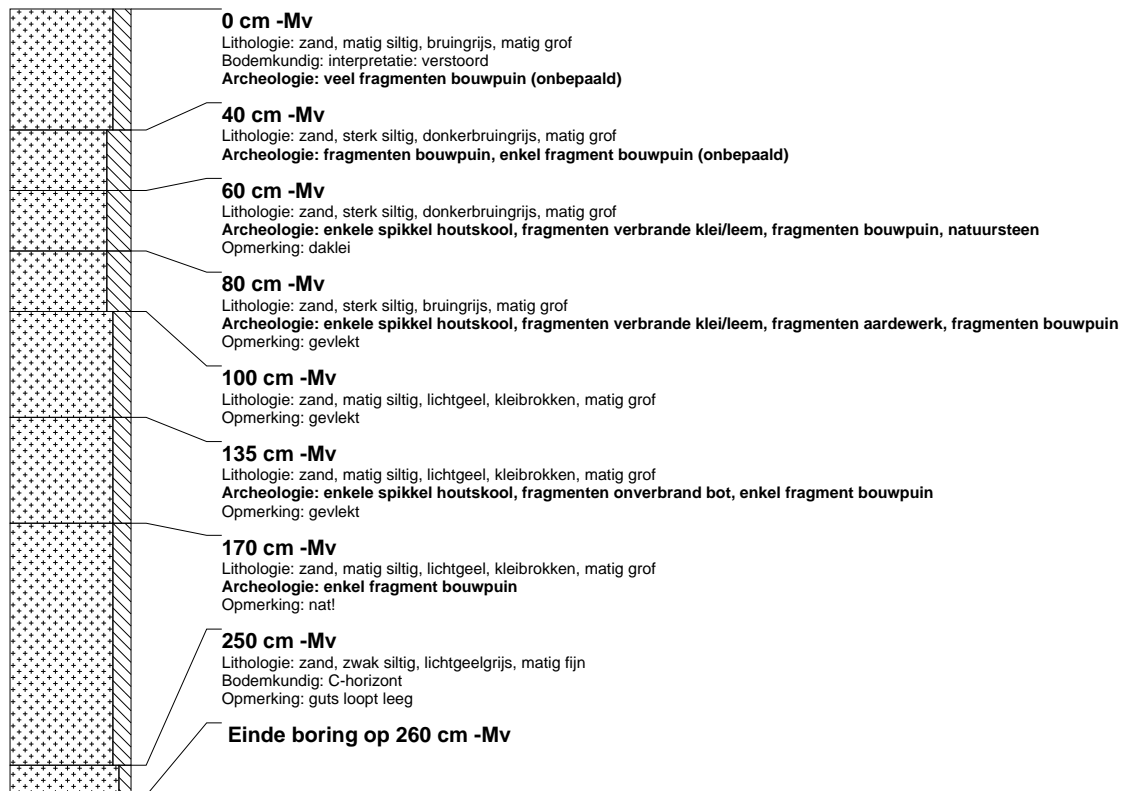 0 cm -Mv
Lithologie: zand, matig siltig, bruingrijs, matig grof
Bodemkundig: interpretatie: verstoord
Archeologie: veel fragmenten bouwpuin (onbepaald)
40 cm -Mv
Lithologie: zand, sterk siltig, donkerbruingrijs, matig grof
Archeologie: fragmenten bouwpuin, enkel fragment bouwpuin (onbepaald)
60 cm -Mv
Lithologie: zand, sterk siltig, donkerbruingrijs, matig grof
Archeologie: enkele spikkel houtskool, fragmenten verbrande klei/leem, fragmenten bouwpuin, natuursteen
Opmerking: daklei
80 cm -Mv
Lithologie: zand, sterk siltig, bruingrijs, matig grof
Archeologie: enkele spikkel houtskool, fragmenten verbrande klei/leem, fragmenten aardewerk, fragmenten bouwpuin
Opmerking: gevlekt
100 cm -Mv
Lithologie: zand, matig siltig, lichtgeel, kleibrokken, matig grof
Opmerking: gevlekt
135 cm -Mv
Lithologie: zand, matig siltig, lichtgeel, kleibrokken, matig grof
Archeologie: enkele spikkel houtskool, fragmenten onverbrand bot, enkel fragment bouwpuin
Opmerking: gevlekt
170 cm -Mv
Lithologie: zand, matig siltig, lichtgeel, kleibrokken, matig grof
Archeologie: enkel fragment bouwpuin
Opmerking: nat!
250 cm -Mv
Lithologie: zand, zwak siltig, lichtgeelgrijs, matig fijn
Bodemkundig: C-horizont
Opmerking: guts loopt leeg
Einde boring op 260 cm -Mv